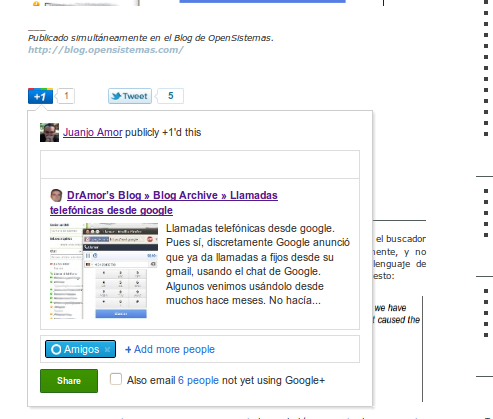 Publicado simultáneamente en el Blog de OpenSistemas.
http://blog.opensistemas.com/
+1 1 Tweet 5
Juanjo Amor publicly +1'd this
DrAmor's Blog » Blog Archive » Llamadas
telefónicas desde google
Llamadas telefónicas desde google.
Pues sí, discretamente Google anunció
que ya da llamadas a fijos desde su
gmail, usando el chat de Google.
Algunos venimos usándolo desde
muchos hace meses. No hacía...
el buscador
mente, y no
lenguaje de
esto:
we have
t caused the
Amigos × + Add more people
Share Also email 6 people not yet using Google+